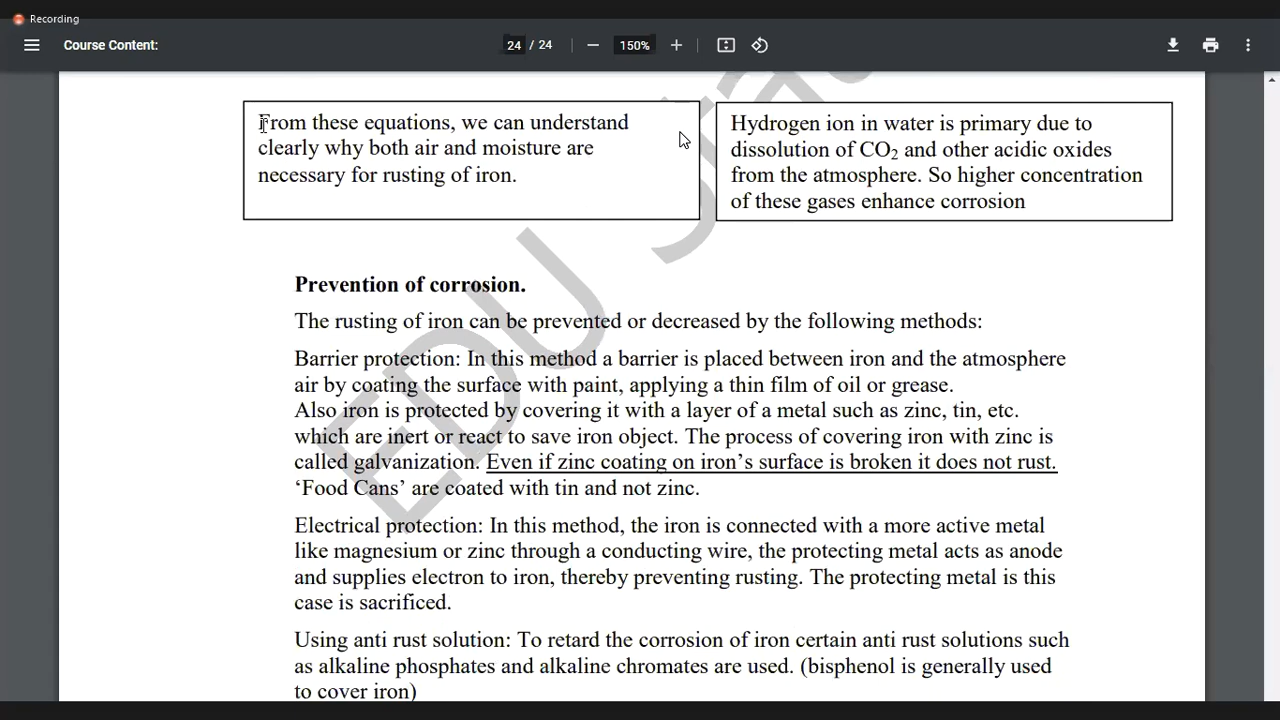 Recording
Course Content:
24 / 24
150%
From these equations, we can understand
clearly why both air and moisture are
necessary for rusting of iron.
Hydrogen ion in water is primary due to
dissolution of CO₂ and other acidic oxides
from the atmosphere. So higher concentration
of these gases enhance corrosion
Prevention of corrosion.
The rusting of iron can be prevented or decreased by the following methods:
Barrier protection: In this method a barrier is placed between iron and the atmosphere
air by coating the surface with paint, applying a thin film of oil or grease.
Also iron is protected by covering it with a layer of a metal such as zinc, tin, etc.
which are inert or react to save iron object. The process of covering iron with zinc is
called galvanization. Even if zinc coating on iron's surface is broken it does not rust.
‘Food Cans’ are coated with tin and not zinc.
Electrical protection: In this method, the iron is connected with a more active metal
like magnesium or zinc through a conducting wire, the protecting metal acts as anode
and supplies electron to iron, thereby preventing rusting. The protecting metal is this
case is sacrificed.
Using anti rust solution: To retard the corrosion of iron certain anti rust solutions such
as alkaline phosphates and alkaline chromates are used. (bisphenol is generally used
to cover iron)
EDU